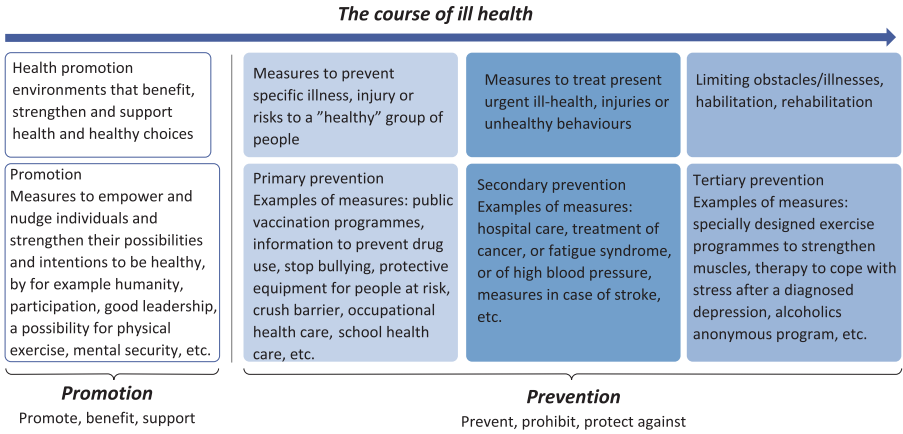 The course of ill health
Health promotion
environments that benefit,
strengthen and support
health and healthy choices
Measures to prevent
specific illness, injury or
risks to a ”healthy” group of
people
Measures to treat present
urgent ill-health, injuries or
unhealthy behaviours
Limiting obstacles/illnesses,
habilitation, rehabilitation
Promotion
Measures to empower and
nudge individuals and
strengthen their possibilities
and intentions to be healthy,
by for example humanity,
participation, good leadership,
a possibility for physical
exercise, mental security, etc.
Primary prevention
Examples of measures: public
vaccination programmes,
information to prevent drug
use, stop bullying, protective
equipment for people at risk,
crush barrier, occupational
health care, school health
care, etc.
Secondary prevention
Examples of measures:
hospital care, treatment of
cancer, or fatigue syndrome,
or of high blood pressure,
measures in case of stroke,
etc.
Tertiary prevention
Examples of measures:
specially designed exercise
programmes to strengthen
muscles, therapy to cope with
stress after a diagnosed
depression, alcoholics
anonymous program, etc.
Promotion
Promote, benefit, support
Prevention
Prevent, prohibit, protect against